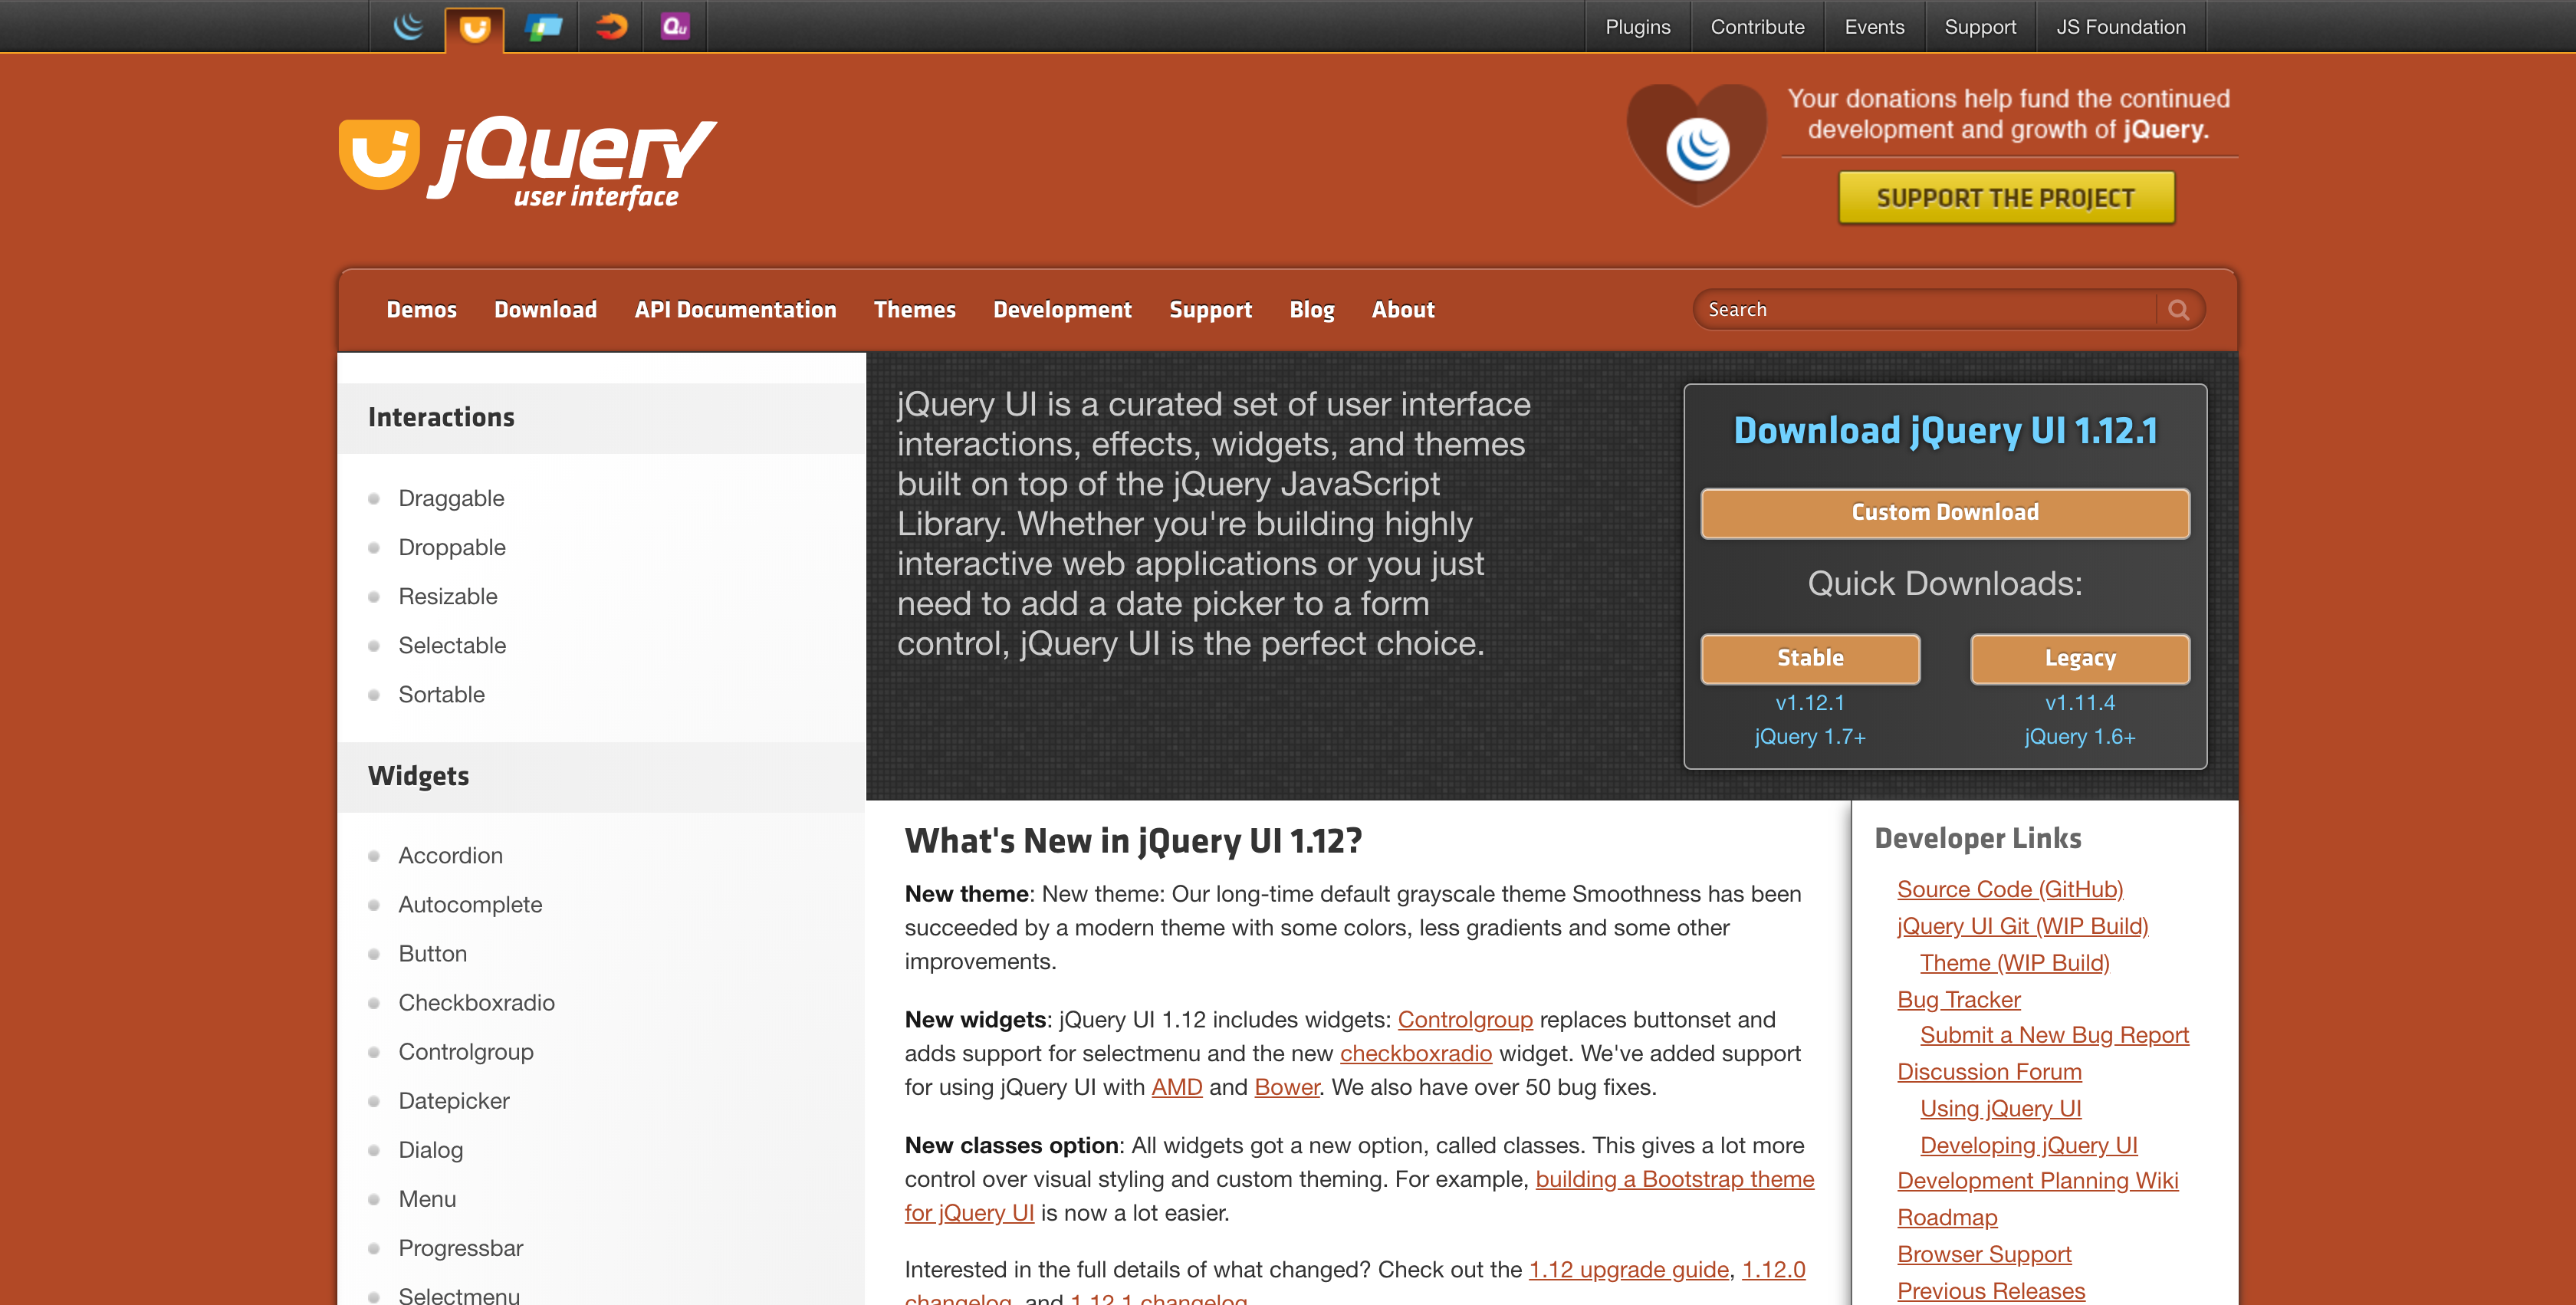 Qu
Plugins Contribute Events Support JS Foundation
jQuery
user interface
Your donations help fund the continued
development and growth of jQuery.
SUPPORT THE PROJECT
Demos Download API Documentation Themes Development Support Blog About
Search
Interactions
Draggable
Droppable
Resizable
Selectable
Sortable
Widgets
Accordion
Autocomplete
Button
Checkboxradio
Controlgroup
Datepicker
Dialog
Menu
Progressbar
Selectmenu
jQuery UI is a curated set of user interface
interactions, effects, widgets, and themes
built on top of the jQuery JavaScript
Library. Whether you're building highly
interactive web applications or you just
need to add a date picker to a form
control, jQuery UI is the perfect choice.
Download jQuery UI 1.12.1
Custom Download
Quick Downloads:
Stable
v1.12.1
jQuery 1.7+
Legacy
v1.11.4
jQuery 1.6+
What's New in jQuery UI 1.12?
New theme: New theme: Our long-time default grayscale theme Smoothness has been
succeeded by a modern theme with some colors, less gradients and some other
improvements.
New widgets: jQuery UI 1.12 includes widgets: Controlgroup replaces buttonset and
adds support for selectmenu and the new checkboxradio widget. We've added support
for using jQuery UI with AMD and Bower. We also have over 50 bug fixes.
New classes option: All widgets got a new option, called classes. This gives a lot more
control over visual styling and custom theming. For example, building a Bootstrap theme
for jQuery UI is now a lot easier.
Interested in the full details of what changed? Check out the 1.12 upgrade guide, 1.12.0
changelog, and 1.12.1 changelog.
Developer Links
Source Code (GitHub)
jQuery UI Git (WIP Build)
Theme (WIP Build)
Bug Tracker
Submit a New Bug Report
Discussion Forum
Using jQuery UI
Developing jQuery UI
Development Planning Wiki
Roadmap
Browser Support
Previous Releases